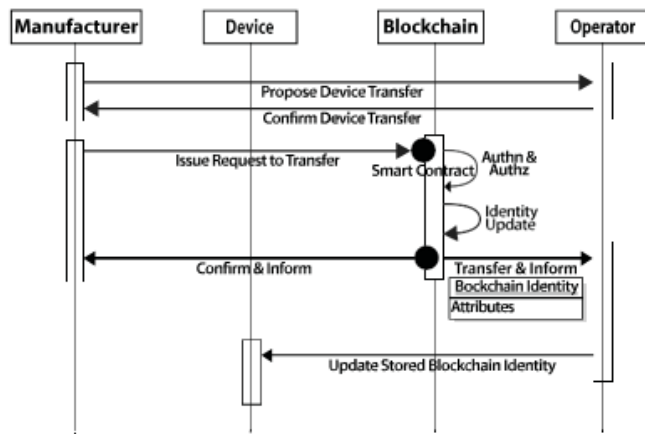 Manufacturer Device Blockchain Operator
Propose Device Transfer
Confirm Device Transfer
Issue Request to Transfer
Smart Contract
Authn &
Authz
Identity
Update
Confirm & Inform
Transfer & Inform
Bockchain Identity
Attributes
Update Stored Blockchain Identity